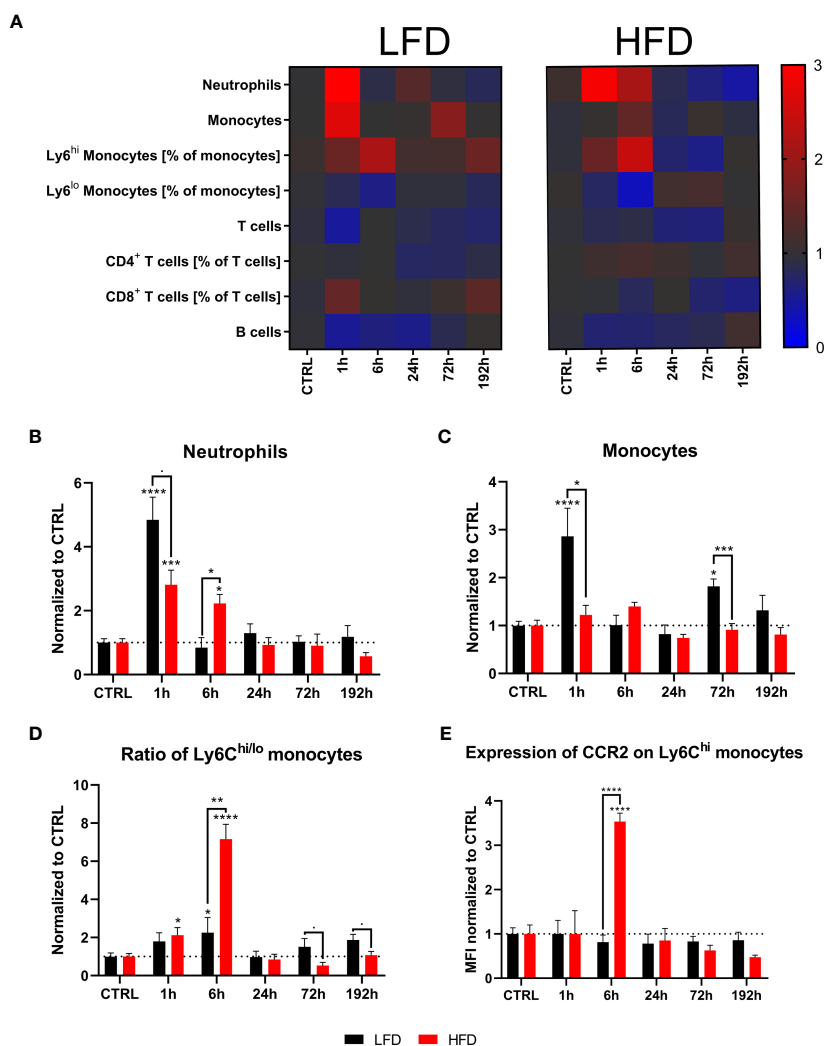 A
LFD
HFD
Neutrophils
Monocytes
Ly6hi Monocytes [% of monocytes]
Ly6lo Monocytes [% of monocytes]
T cells
CD4+ T cells [% of T cells]
CD8+ T cells [% of T cells]
B cells
CTRL 1h 6h 24h 72h 192h
CTRL 1h 6h 24h 72h 192h
3
2
1
0
B
Neutrophils
Normalized to CTRL
6
4
2
0
**** . *** * *
CTRL 1h 6h 24h 72h 192h
C
Monocytes
Normalized to CTRL
4
3
2
1
0
**** * * ***
CTRL 1h 6h 24h 72h 192h
D
Ratio of Ly6Chi/lo monocytes
Normalized to CTRL
10
8
6
4
2
0
* * ** **** . .
CTRL 1h 6h 24h 72h 192h
E
Expression of CCR2 on Ly6Chi monocytes
MFI normalized to CTRL
4
3
2
1
0
**** ****
CTRL 1h 6h 24h 72h 192h
LFD HFD